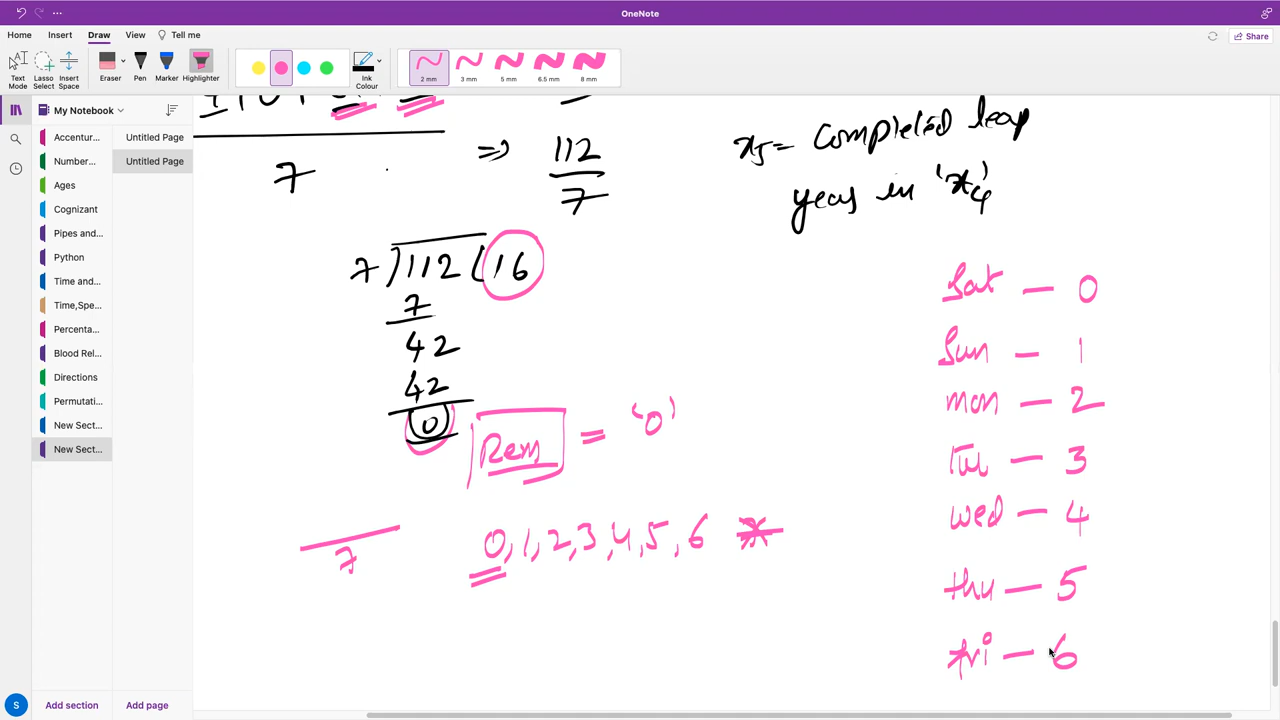 OneNote
Home Insert Draw View Tell me
Share
Text Mode
Lasso Select
Insert Space
Eraser
Pen
Marker
Highlighter
Ink Colour
2 mm
3 mm
5 mm
6.5 mm
8 mm
My Notebook
Accentur...
Number...
Ages
Cognizant
Pipes and...
Python
Time and...
Time,Spe...
Percenta...
Blood Rel...
Directions
Permutati...
New Sect...
New Sect...
Untitled Page
Untitled Page
S
Add section
Add page
7
=> 112
7
x5 = Completed leap
years in 'x4'
7)112(16
7
42
42
0
Rem = '0'
7
0,1,2,3,4,5,6
Sat — 0
Sun — 1
mon — 2
tue — 3
wed — 4
thu — 5
fri — 6